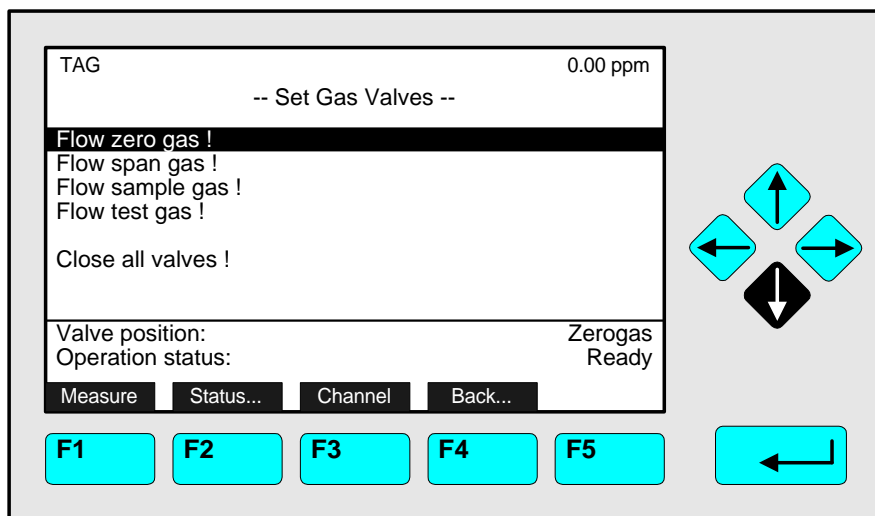 TAG 0.00 ppm
-- Set Gas Valves --
Flow zero gas !
Flow span gas !
Flow sample gas !
Flow test gas !
Close all valves !
Valve position: Zerogas
Operation status: Ready
Measure Status... Channel Back...
F1 F2 F3 F4 F5